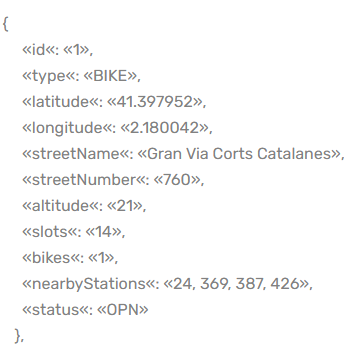 {
«id«: «1»,
«type«: «BIKE»,
«latitude«: «41.397952»,
«longitude«: «2.180042»,
«streetName«: «Gran Via Corts Catalanes»,
«streetNumber«: «760»,
«altitude«: «21»,
«slots«: «14»,
«bikes«: «1»,
«nearbyStations«: «24, 369, 387, 426»,
«status«: «OPN»
},